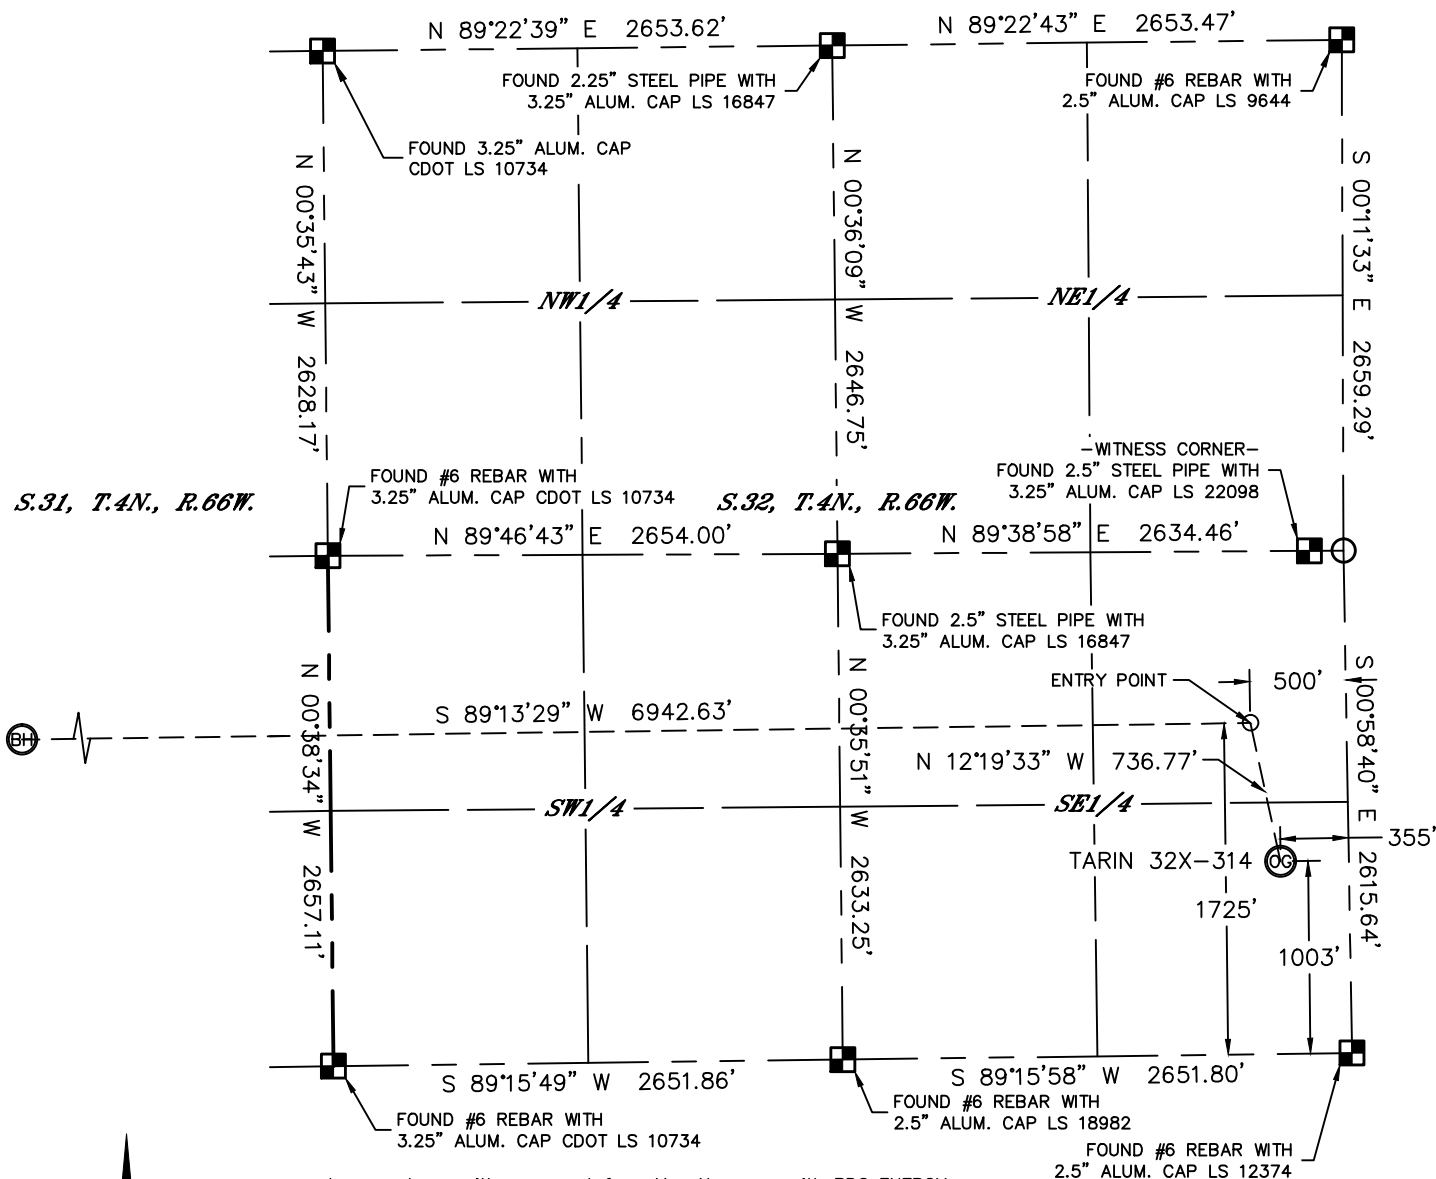 N 89°22'39" E 2653.62'
N 89°22'43" E 2653.47'
FOUND 2.25" STEEL PIPE WITH
3.25" ALUM. CAP LS 16847
FOUND #6 REBAR WITH
2.5" ALUM. CAP LS 9644
FOUND 3.25" ALUM. CAP
CDOT LS 10734
N 00°35'43" W 2628.17'
N 00°36'09" W 2646.75'
S 00°11'33" E 2659.29'
NW1/4
NE1/4
-WITNESS CORNER-
FOUND 2.5" STEEL PIPE WITH
3.25" ALUM. CAP LS 22098
FOUND #6 REBAR WITH
3.25" ALUM. CAP CDOT LS 10734
S.31, T.4N., R.66W.
S.32, T.4N., R.66W.
N 89°46'43" E 2654.00'
N 89°38'58" E 2634.46'
FOUND 2.5" STEEL PIPE WITH
3.25" ALUM. CAP LS 16847
ENTRY POINT
500'
S 89°13'29" W 6942.63'
BH
N 00°38'34" W 2657.11'
N 00°35'51" W 2633.25'
S 00°58'40" E 2615.64'
N 12°19'33" W 736.77'
SW1/4
SE1/4
355'
TARIN 32X-314
OG
1725'
1003'
S 89°15'49" W 2651.86'
S 89°15'58" W 2651.80'
FOUND #6 REBAR WITH
3.25" ALUM. CAP CDOT LS 10734
FOUND #6 REBAR WITH
2.5" ALUM. CAP LS 18982
FOUND #6 REBAR WITH
2.5" ALUM. CAP LS 12374